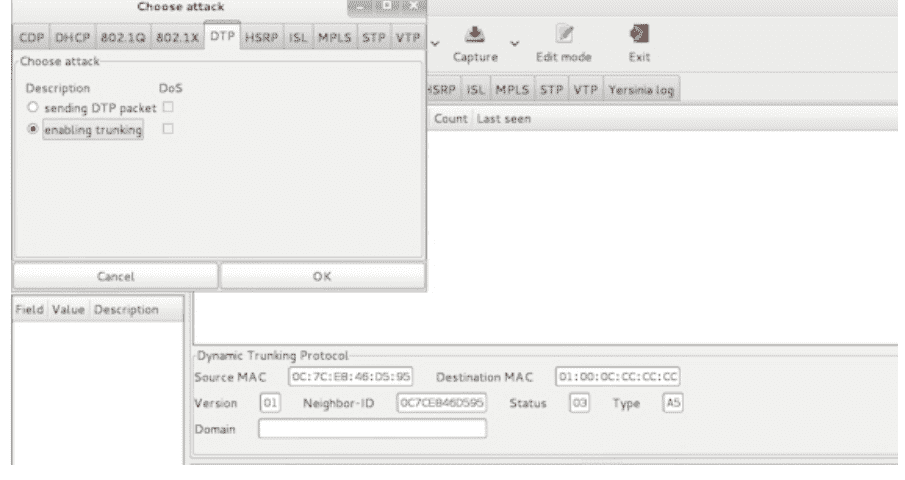 Choose attack
CDP DHCP 802.1Q 802.1X DTP HSRP ISL MPLS STP VTP
Choose attack
Description DoS
sending DTP packet
enabling trunking
Cancel OK
Capture Edit mode Exit
HSRP ISL MPLS STP VTP Yersinia log
Count Last seen
Field Value Description
Dynamic Trunking Protocol
Source MAC 0C:7C:EB:46:D5:95 Destination MAC 01:00:0C:CC:CC:CC
Version 01 Neighbor-ID 0C7CEB46D595 Status 03 Type A5
Domain